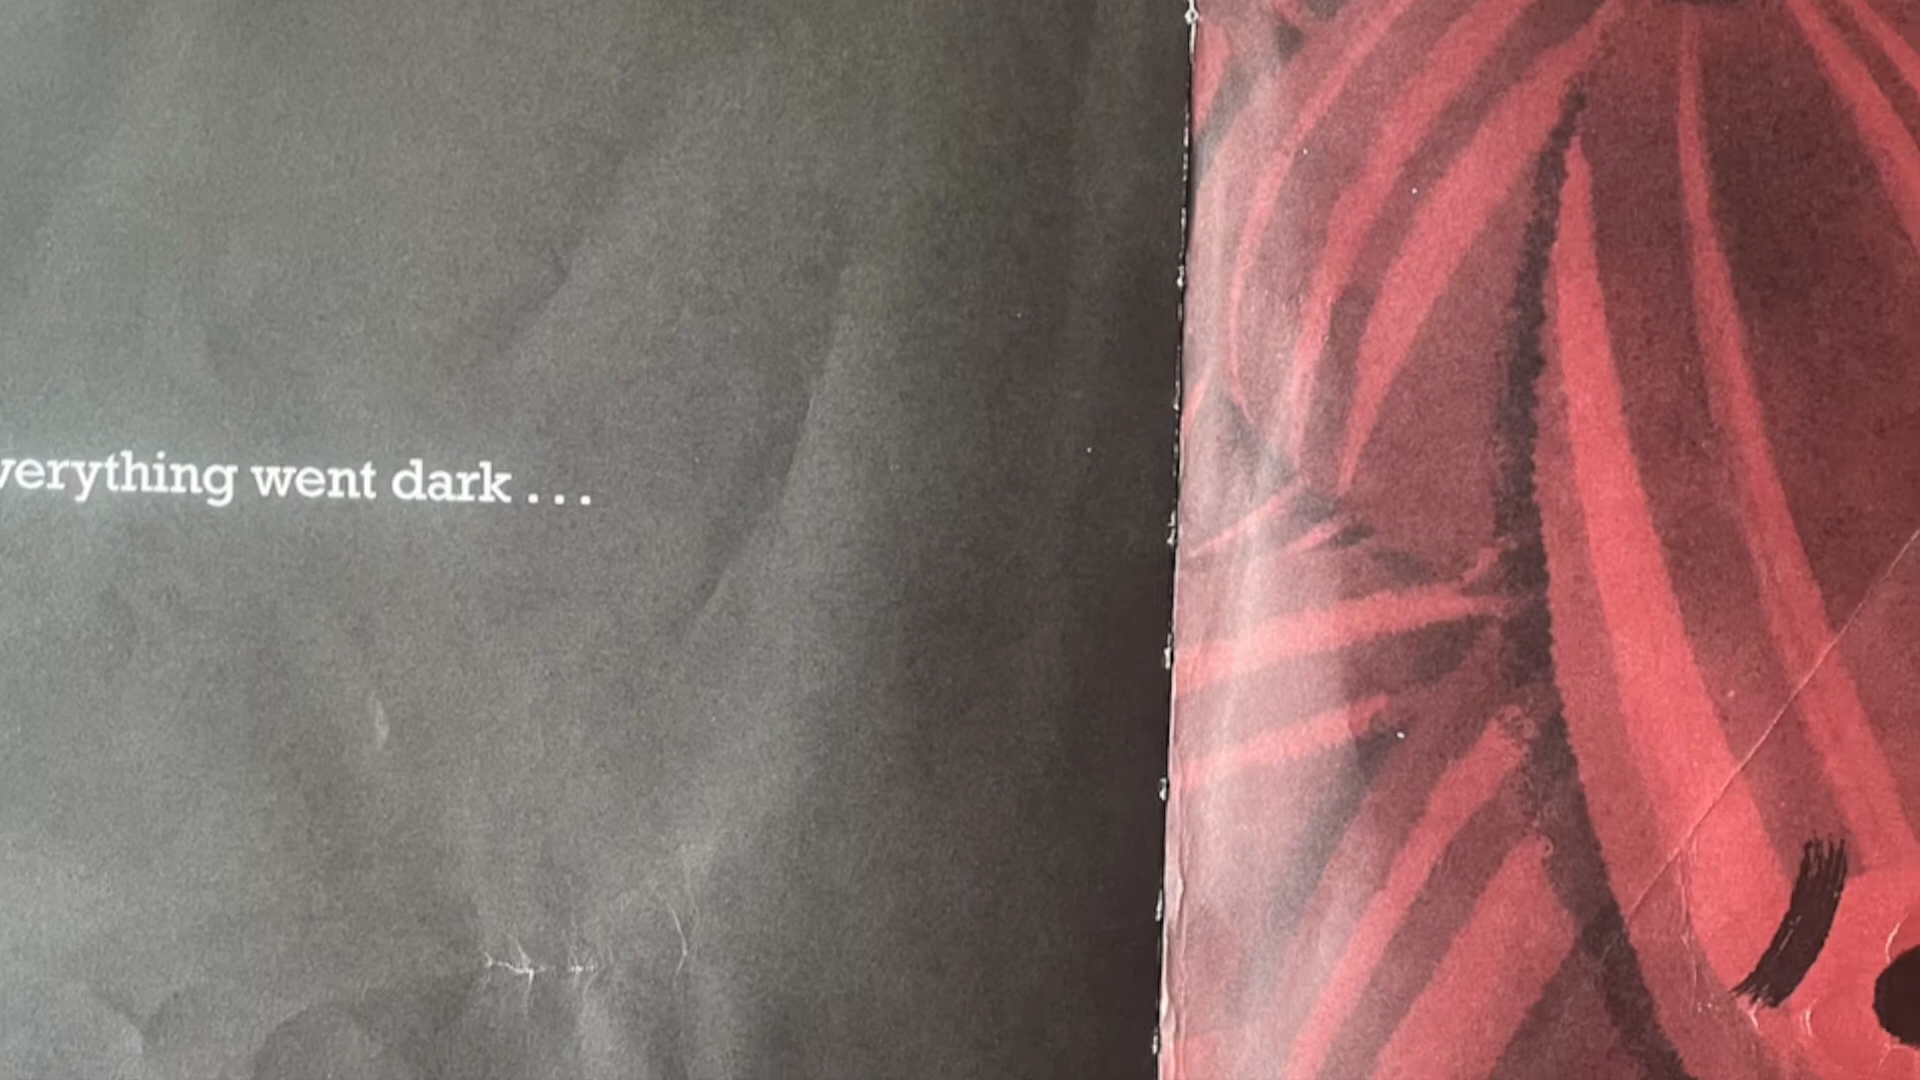 verything went dark . . .